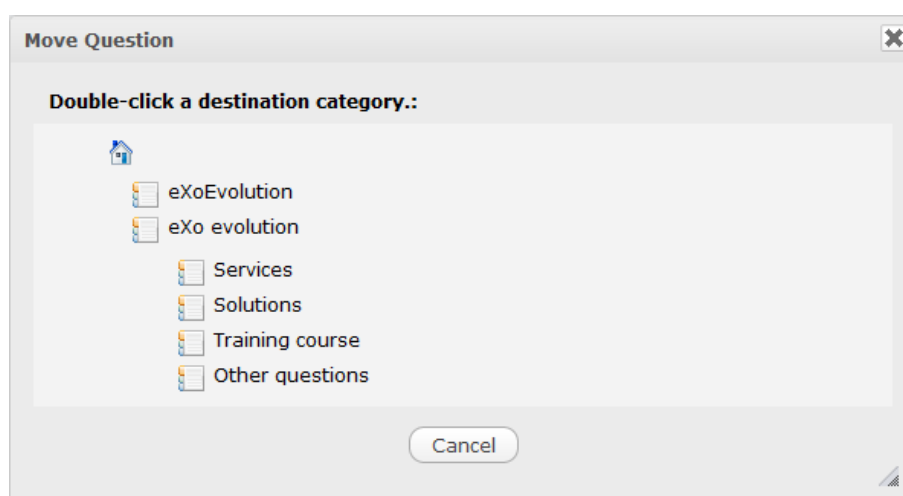 Move Question
Double-click a destination category.:
eXoEvolution
eXo evolution
Services
Solutions
Training course
Other questions
Cancel